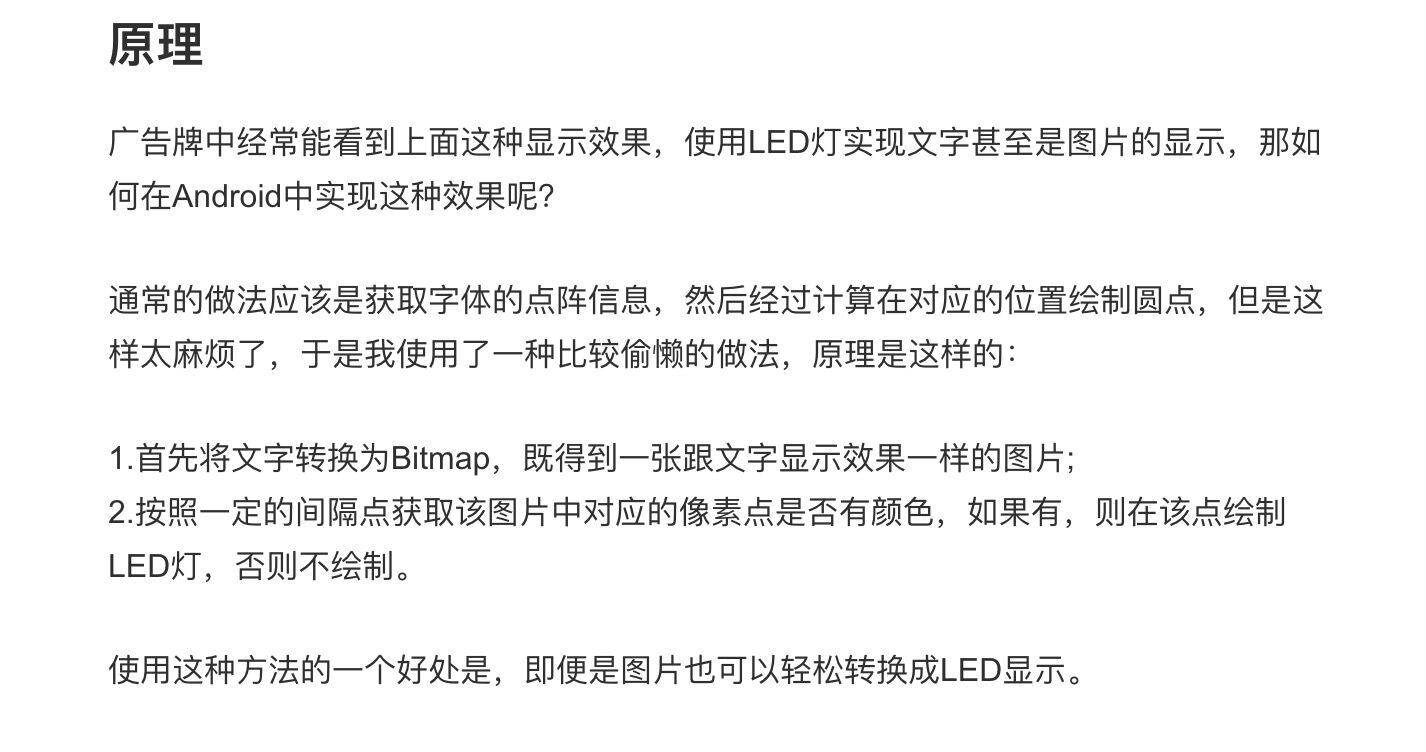 原理
广告牌中经常能看到上面这种显示效果，使用LED灯实现文字甚至是图片的显示，那如
何在Android中实现这种效果呢？
通常的做法应该是获取字体的点阵信息，然后经过计算在对应的位置绘制圆点，但是这
样太麻烦了，于是我使用了一种比较偷懒的做法，原理是这样的：
1.首先将文字转换为Bitmap，既得到一张跟文字显示效果一样的图片;
2.按照一定的间隔点获取该图片中对应的像素点是否有颜色，如果有，则在该点绘制
LED灯，否则不绘制。
使用这种方法的一个好处是，即便是图片也可以轻松转换成LED显示。